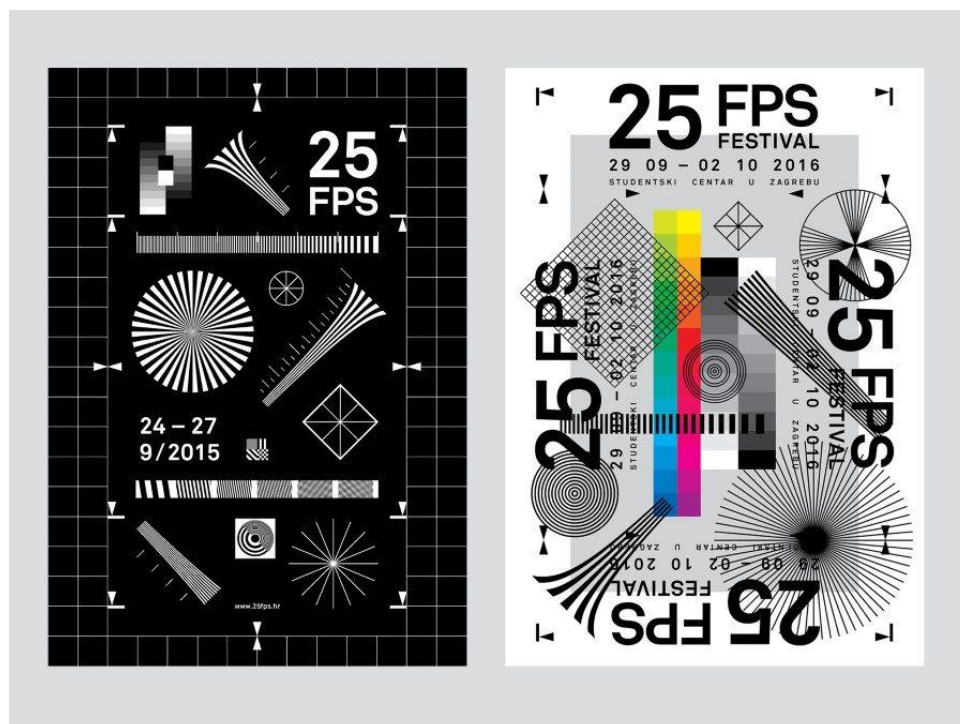 25
FPS
24 – 27
9/2015
www.25fps.hr
25 FPS
FESTIVAL
29 09 – 02 10 2016
STUDENTSKI CENTAR U ZAGREBU
25 FPS
FESTIVAL
29 09 – 02 10 2016
STUDENTSKI CENTAR U ZAGREBU
25 FPS
FESTIVAL
29 09 – 02 10 2016
STUDENTSKI CENTAR U ZAGREBU
25 FPS
FESTIVAL
29 09 – 02 10 2016
STUDENTSKI CENTAR U ZAGREBU